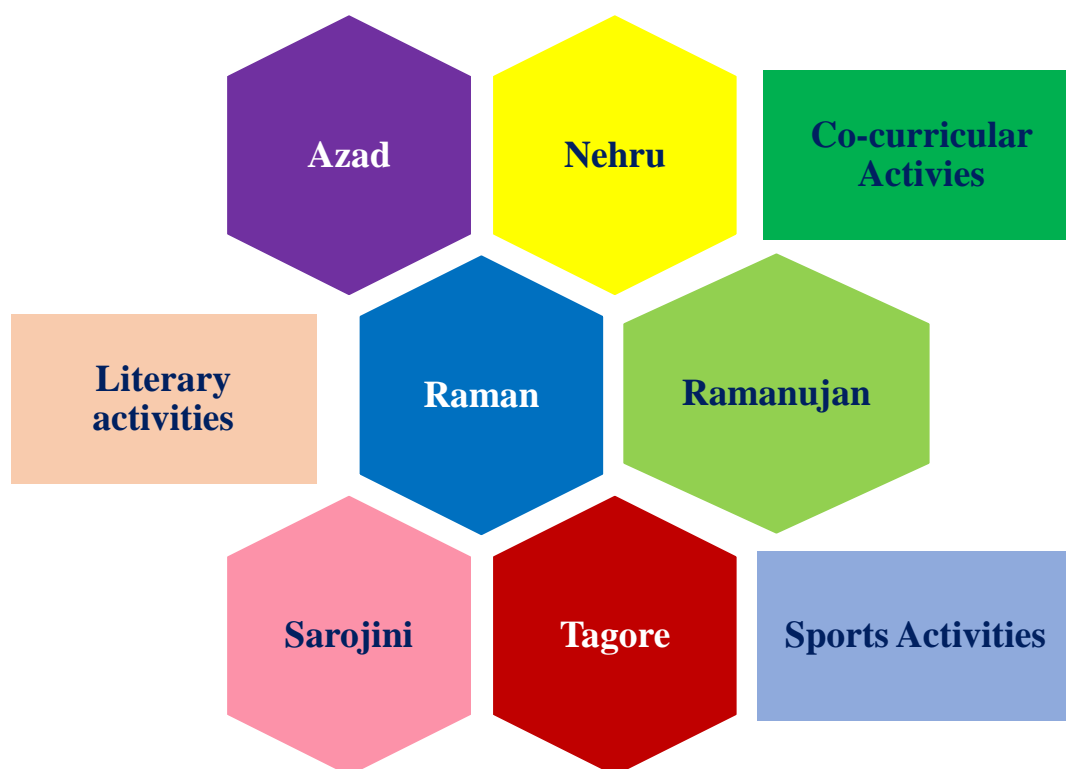 Azad
Nehru
Co-curricular
Activies
Literary
activities
Raman
Ramanujan
Sarojini
Tagore
Sports Activities